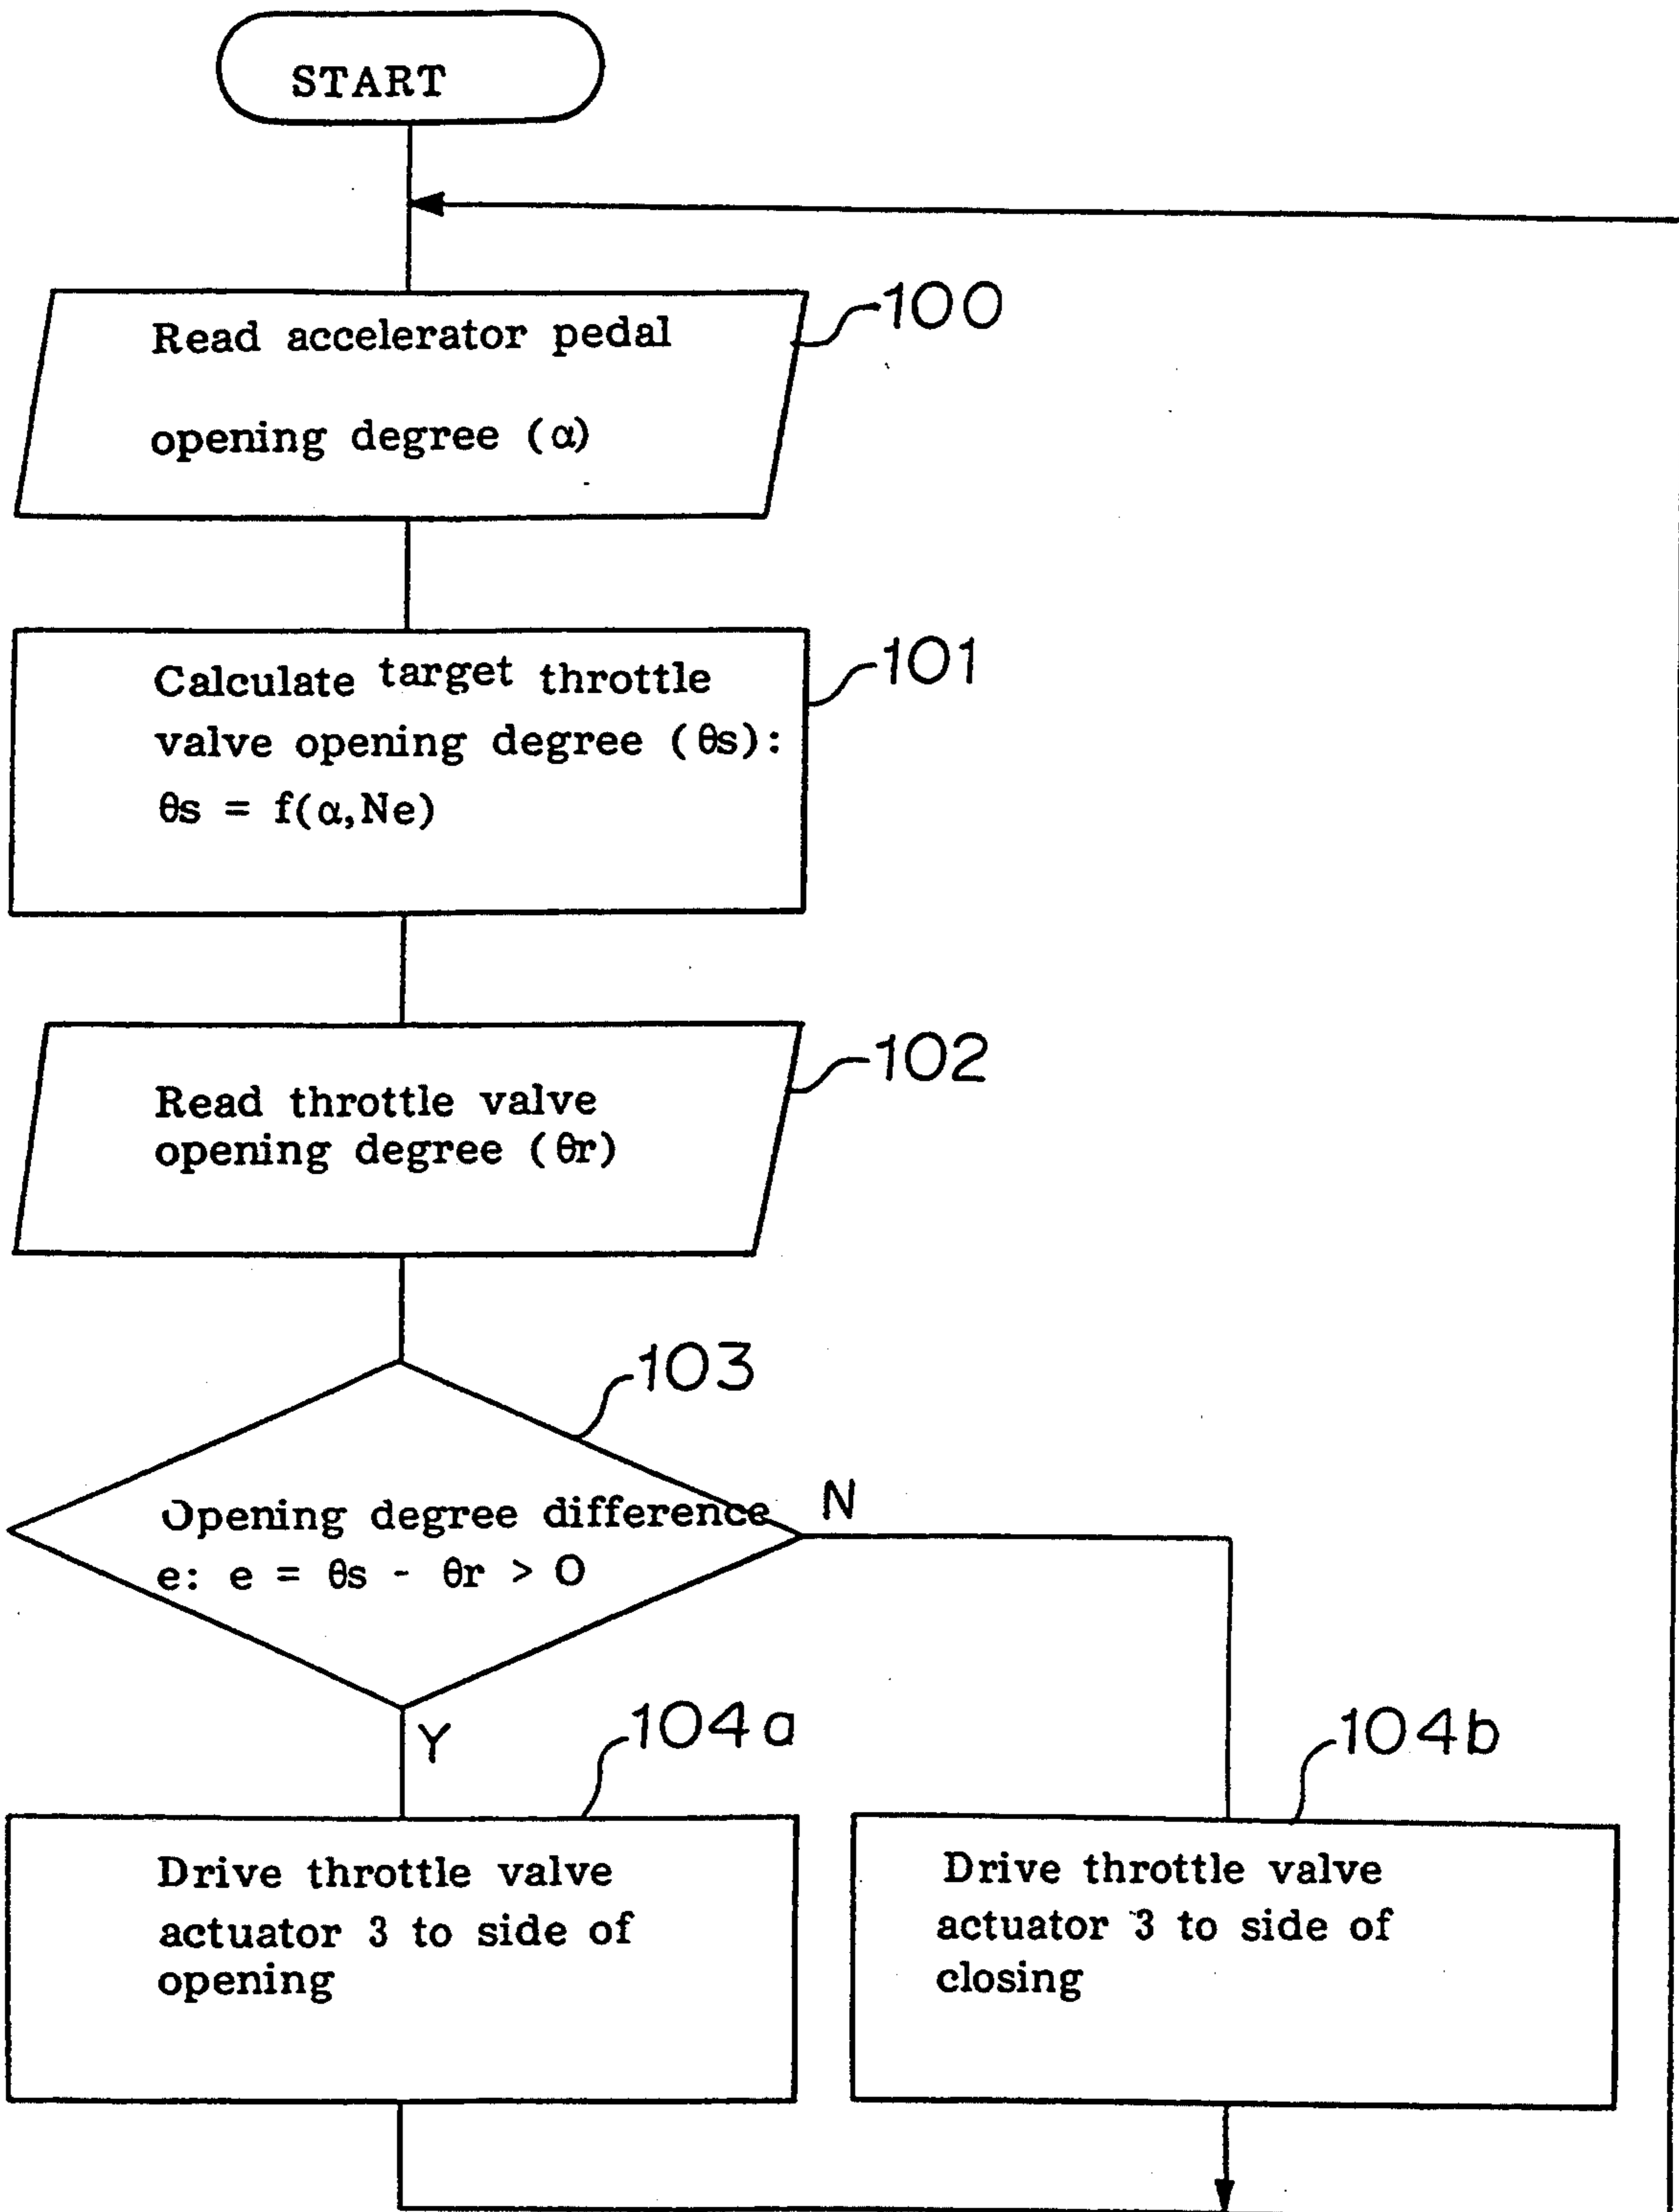 START
Read accelerator pedal
opening degree (α)
100
Calculate target throttle
valve opening degree (θs):
θs = f(α,Ne)
101
Read throttle valve
opening degree (θr)
102
103
Opening degree difference
e: e = θs - θr > 0
N
Y
104a
104b
Drive throttle valve
actuator 3 to side of
opening
Drive throttle valve
actuator 3 to side of
closing